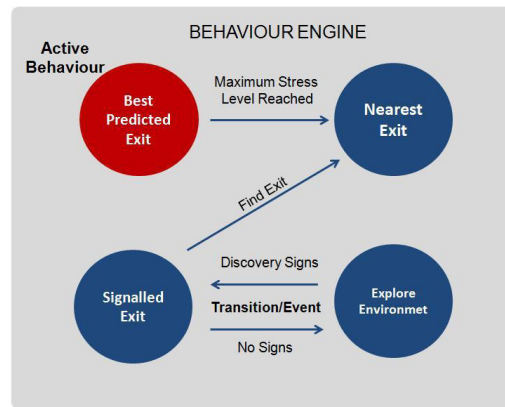 BEHAVIOUR ENGINE
Active
Behaviour
Best
Predicted
Exit
Maximum Stress
Level Reached
Nearest
Exit
Find Exit
Signalled
Exit
Discovery Signs
Transition/Event
No Signs
Explore
Environmet